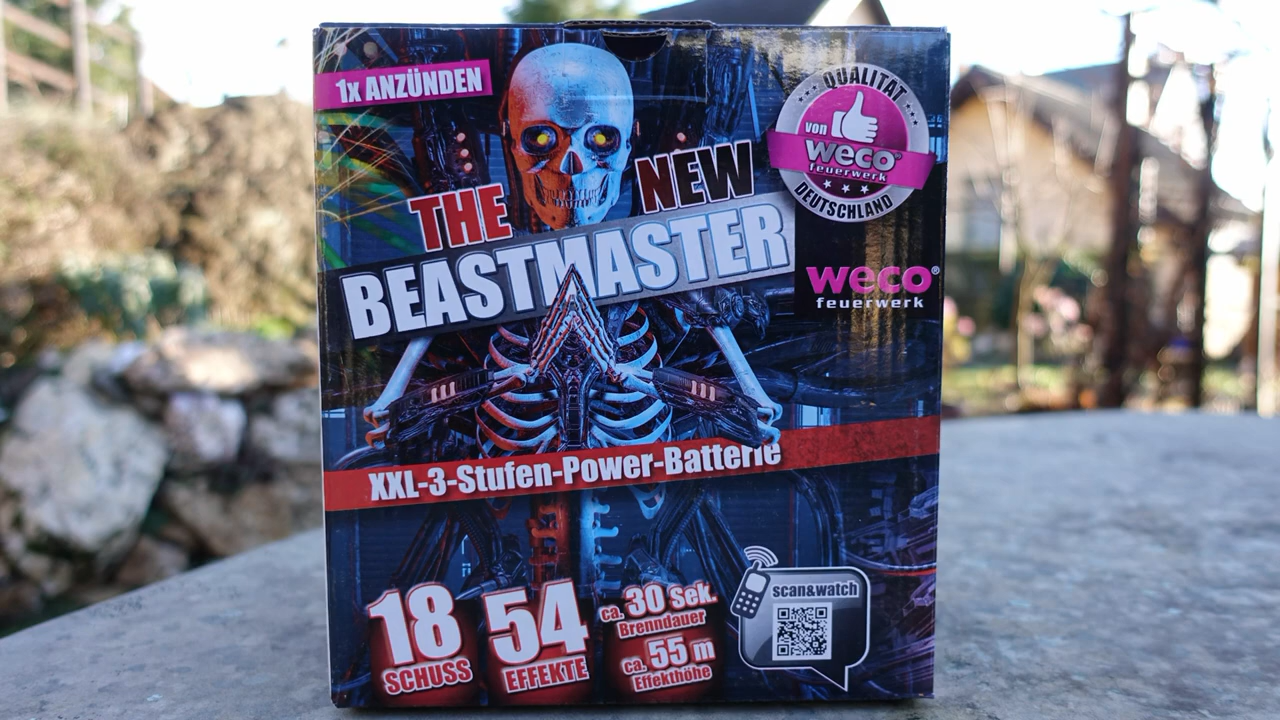 1x ANZÜNDEN
QUALITÄT
von
weco®
feuerwerk
DEUTSCHLAND
THE NEW
BEASTMASTER
weco®
feuerwerk
XXL-3-Stufen-Power-Batterie
18
SCHUSS
54
EFFEKTE
ca. 30 Sek.
Brenndauer
ca. 55 m
Effekthöhe
scan&watch